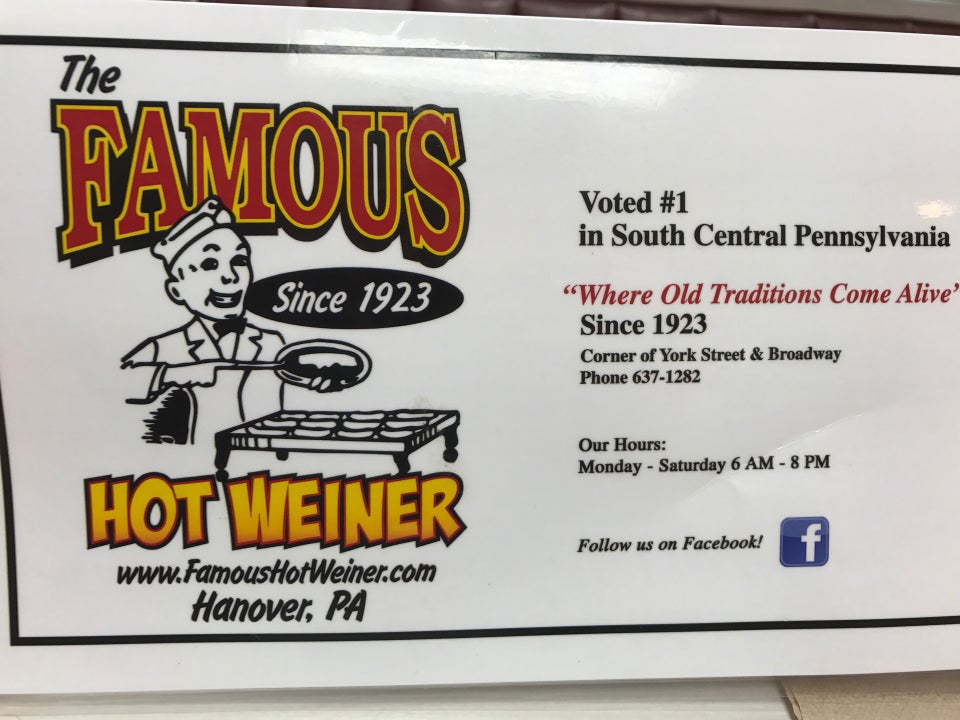 The
FAMOUS
Since 1923
HOT WEINER
www.FamousHotWeiner.com
Hanover, PA
Voted #1
in South Central Pennsylvania
“Where Old Traditions Come Alive”
Since 1923
Corner of York Street & Broadway
Phone 637-1282
Our Hours:
Monday - Saturday 6 AM - 8 PM
Follow us on Facebook!
f